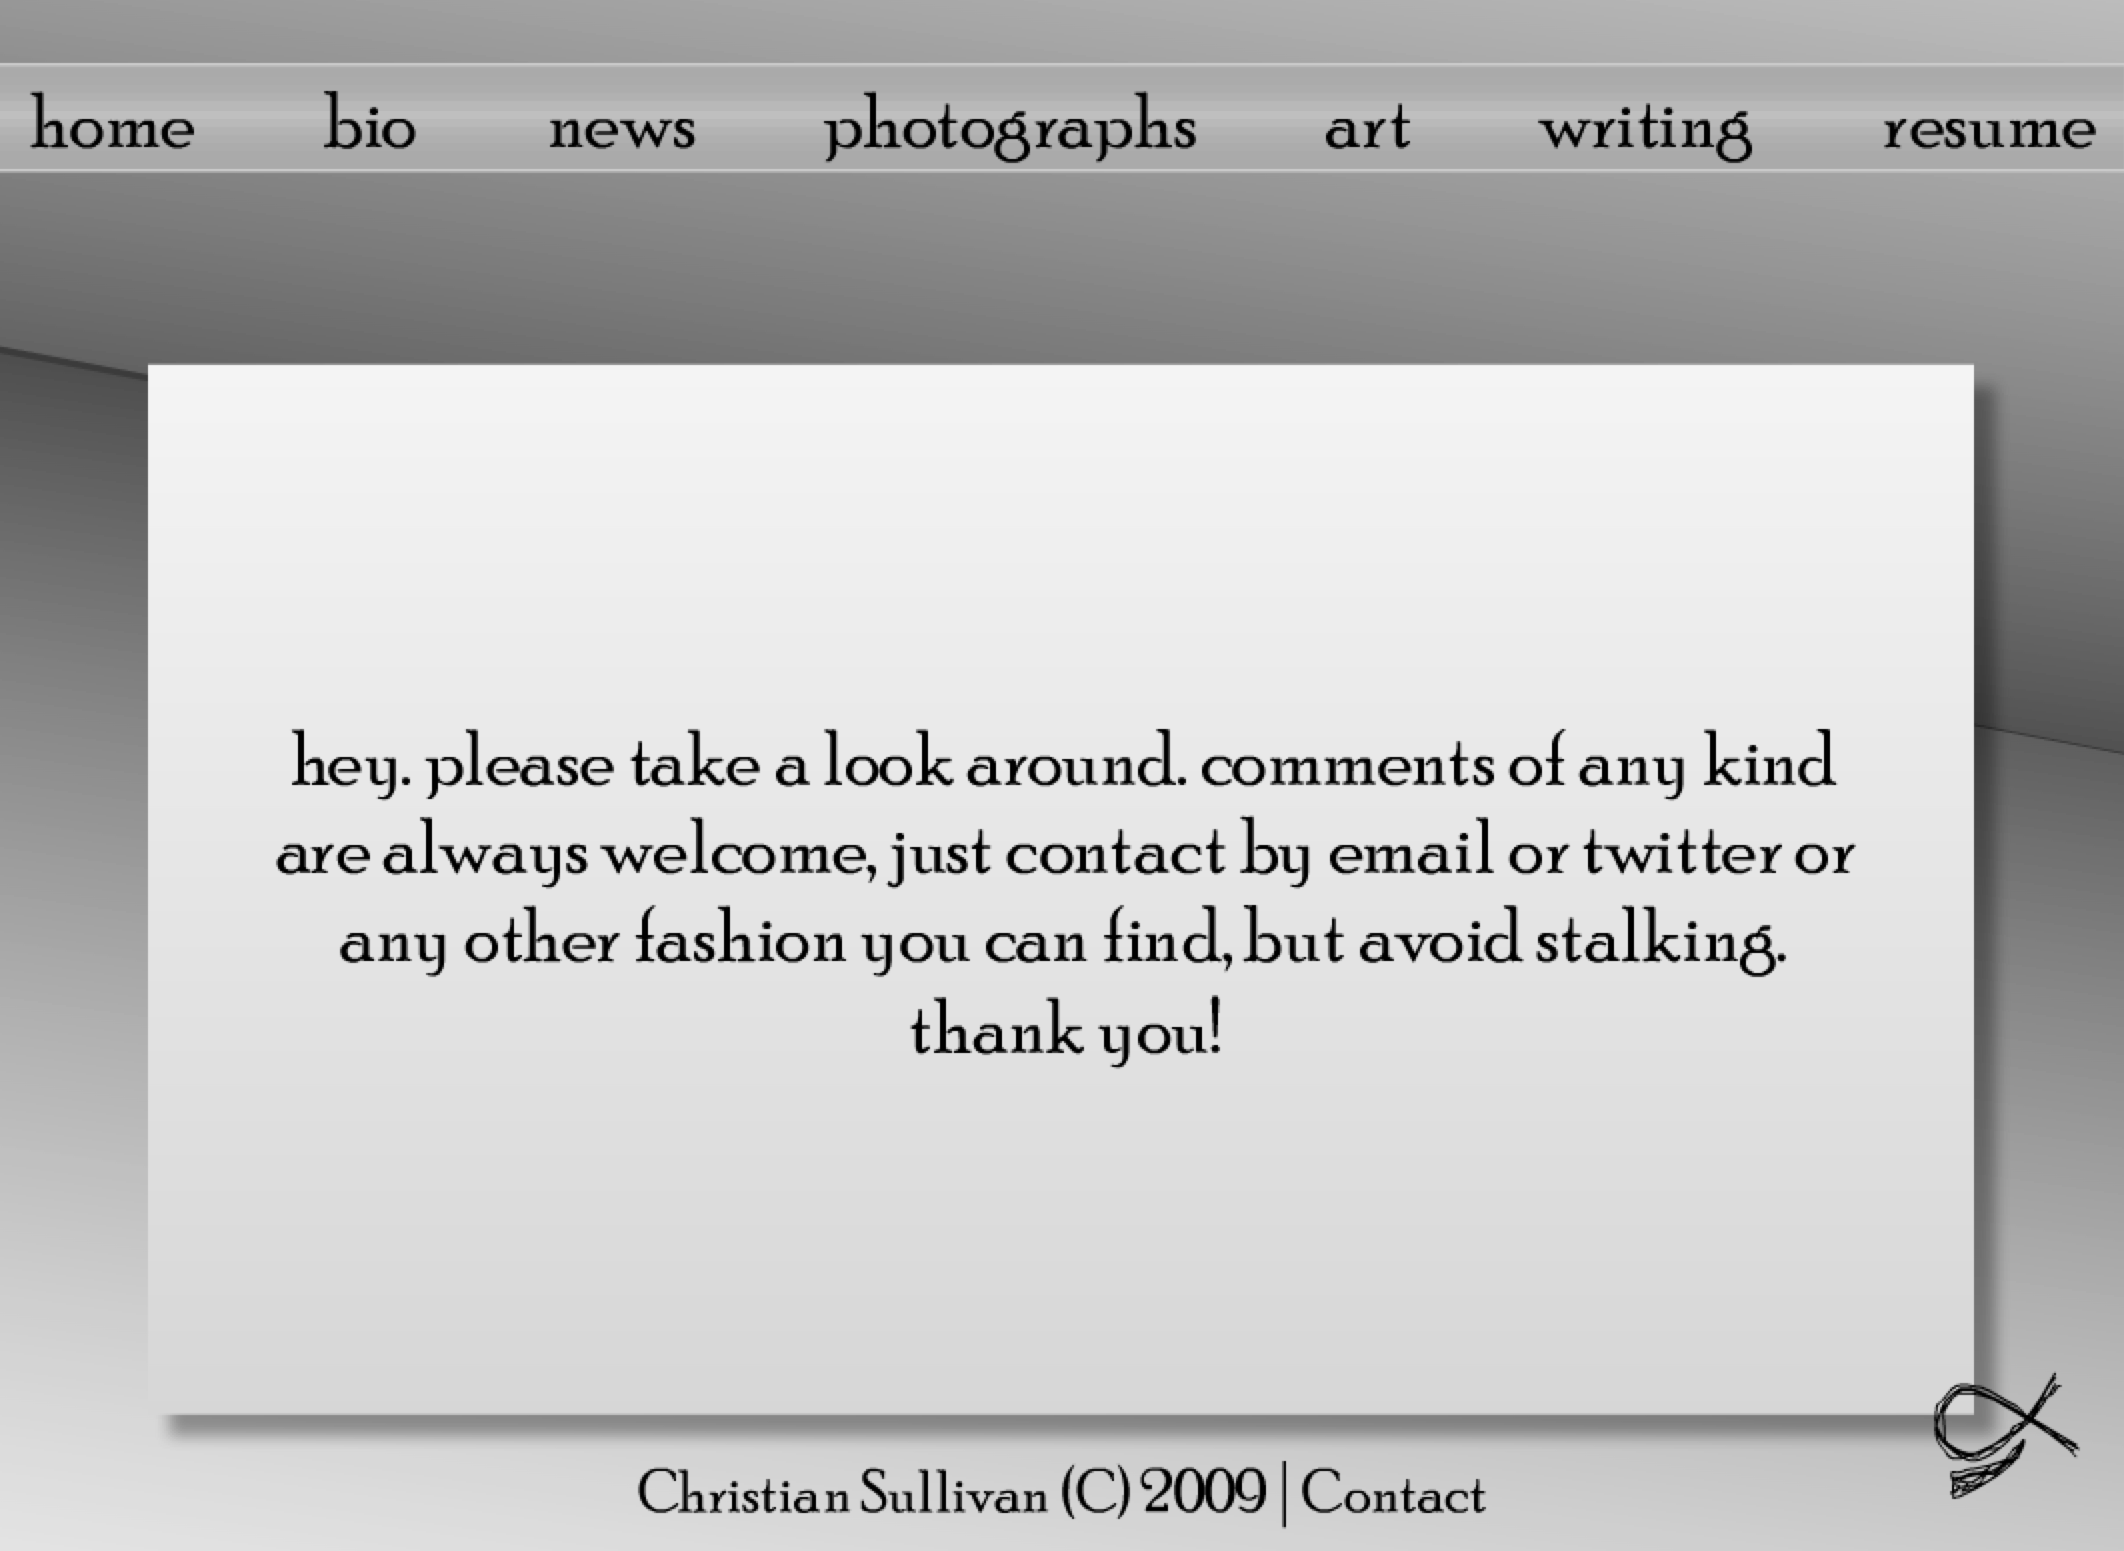 home bio news photographs art writing resume
hey. please take a look around. comments of any kind
are always welcome, just contact by email or twitter or
any other fashion you can find, but avoid stalking.
thank you!
Christian Sullivan (C) 2009 | Contact